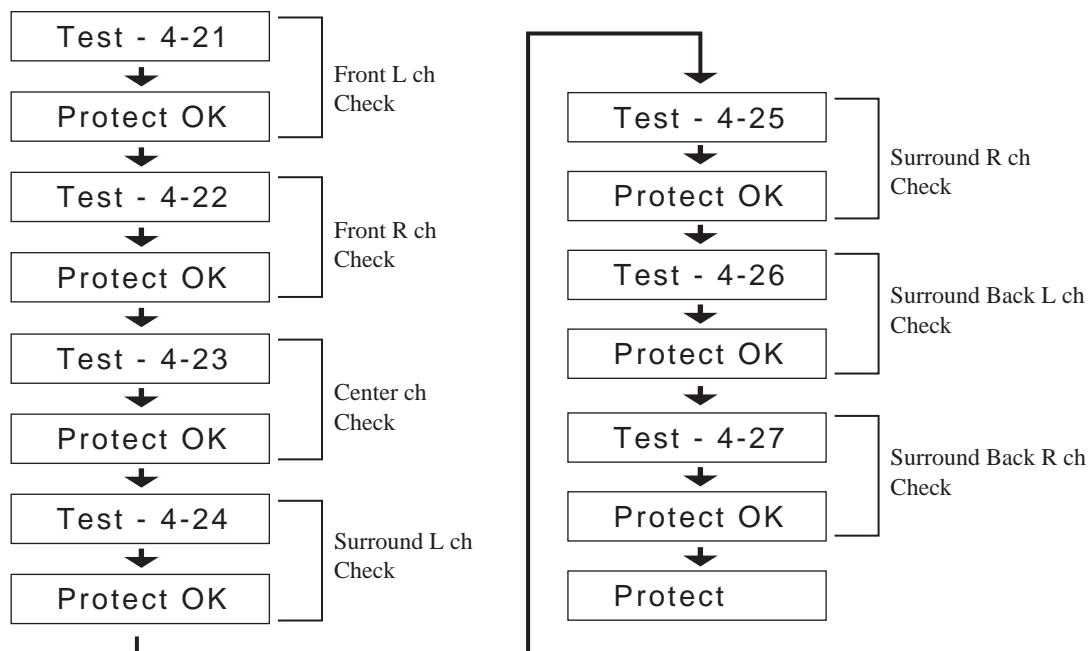 Test - 4-21
Protect OK
Front L ch
Check
Test - 4-22
Protect OK
Front R ch
Check
Test - 4-23
Protect OK
Center ch
Check
Test - 4-24
Protect OK
Surround L ch
Check
Test - 4-25
Protect OK
Surround R ch
Check
Test - 4-26
Protect OK
Surround Back L ch
Check
Test - 4-27
Protect OK
Surround Back R ch
Check
Protect